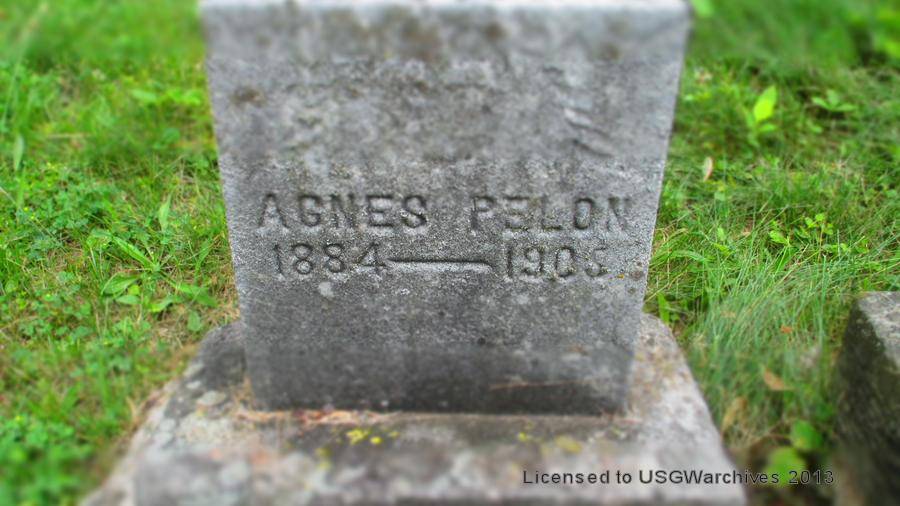 AGNES PELON
1884—1905
Licensed to USGWarchives 2013